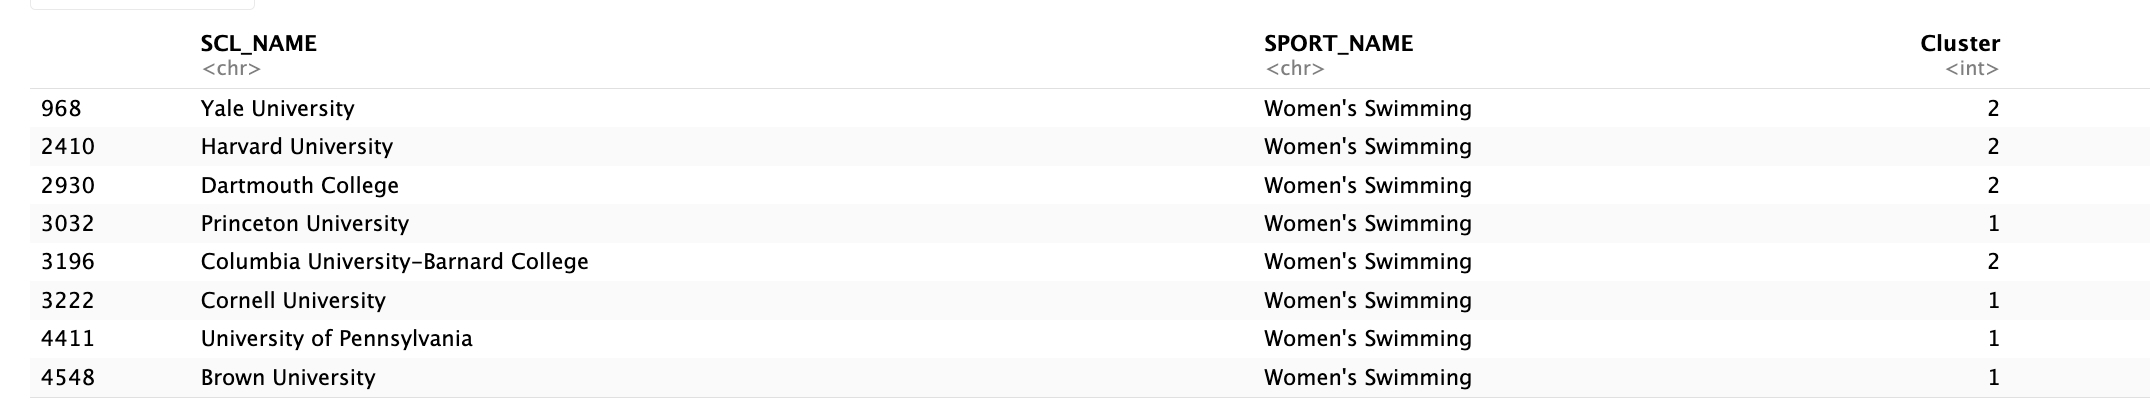 SCL_NAME SPORT_NAME Cluster
<chr> <chr> <int>
968 Yale University Women's Swimming 2
2410 Harvard University Women's Swimming 2
2930 Dartmouth College Women's Swimming 2
3032 Princeton University Women's Swimming 1
3196 Columbia University–Barnard College Women's Swimming 2
3222 Cornell University Women's Swimming 1
4411 University of Pennsylvania Women's Swimming 1
4548 Brown University Women's Swimming 1